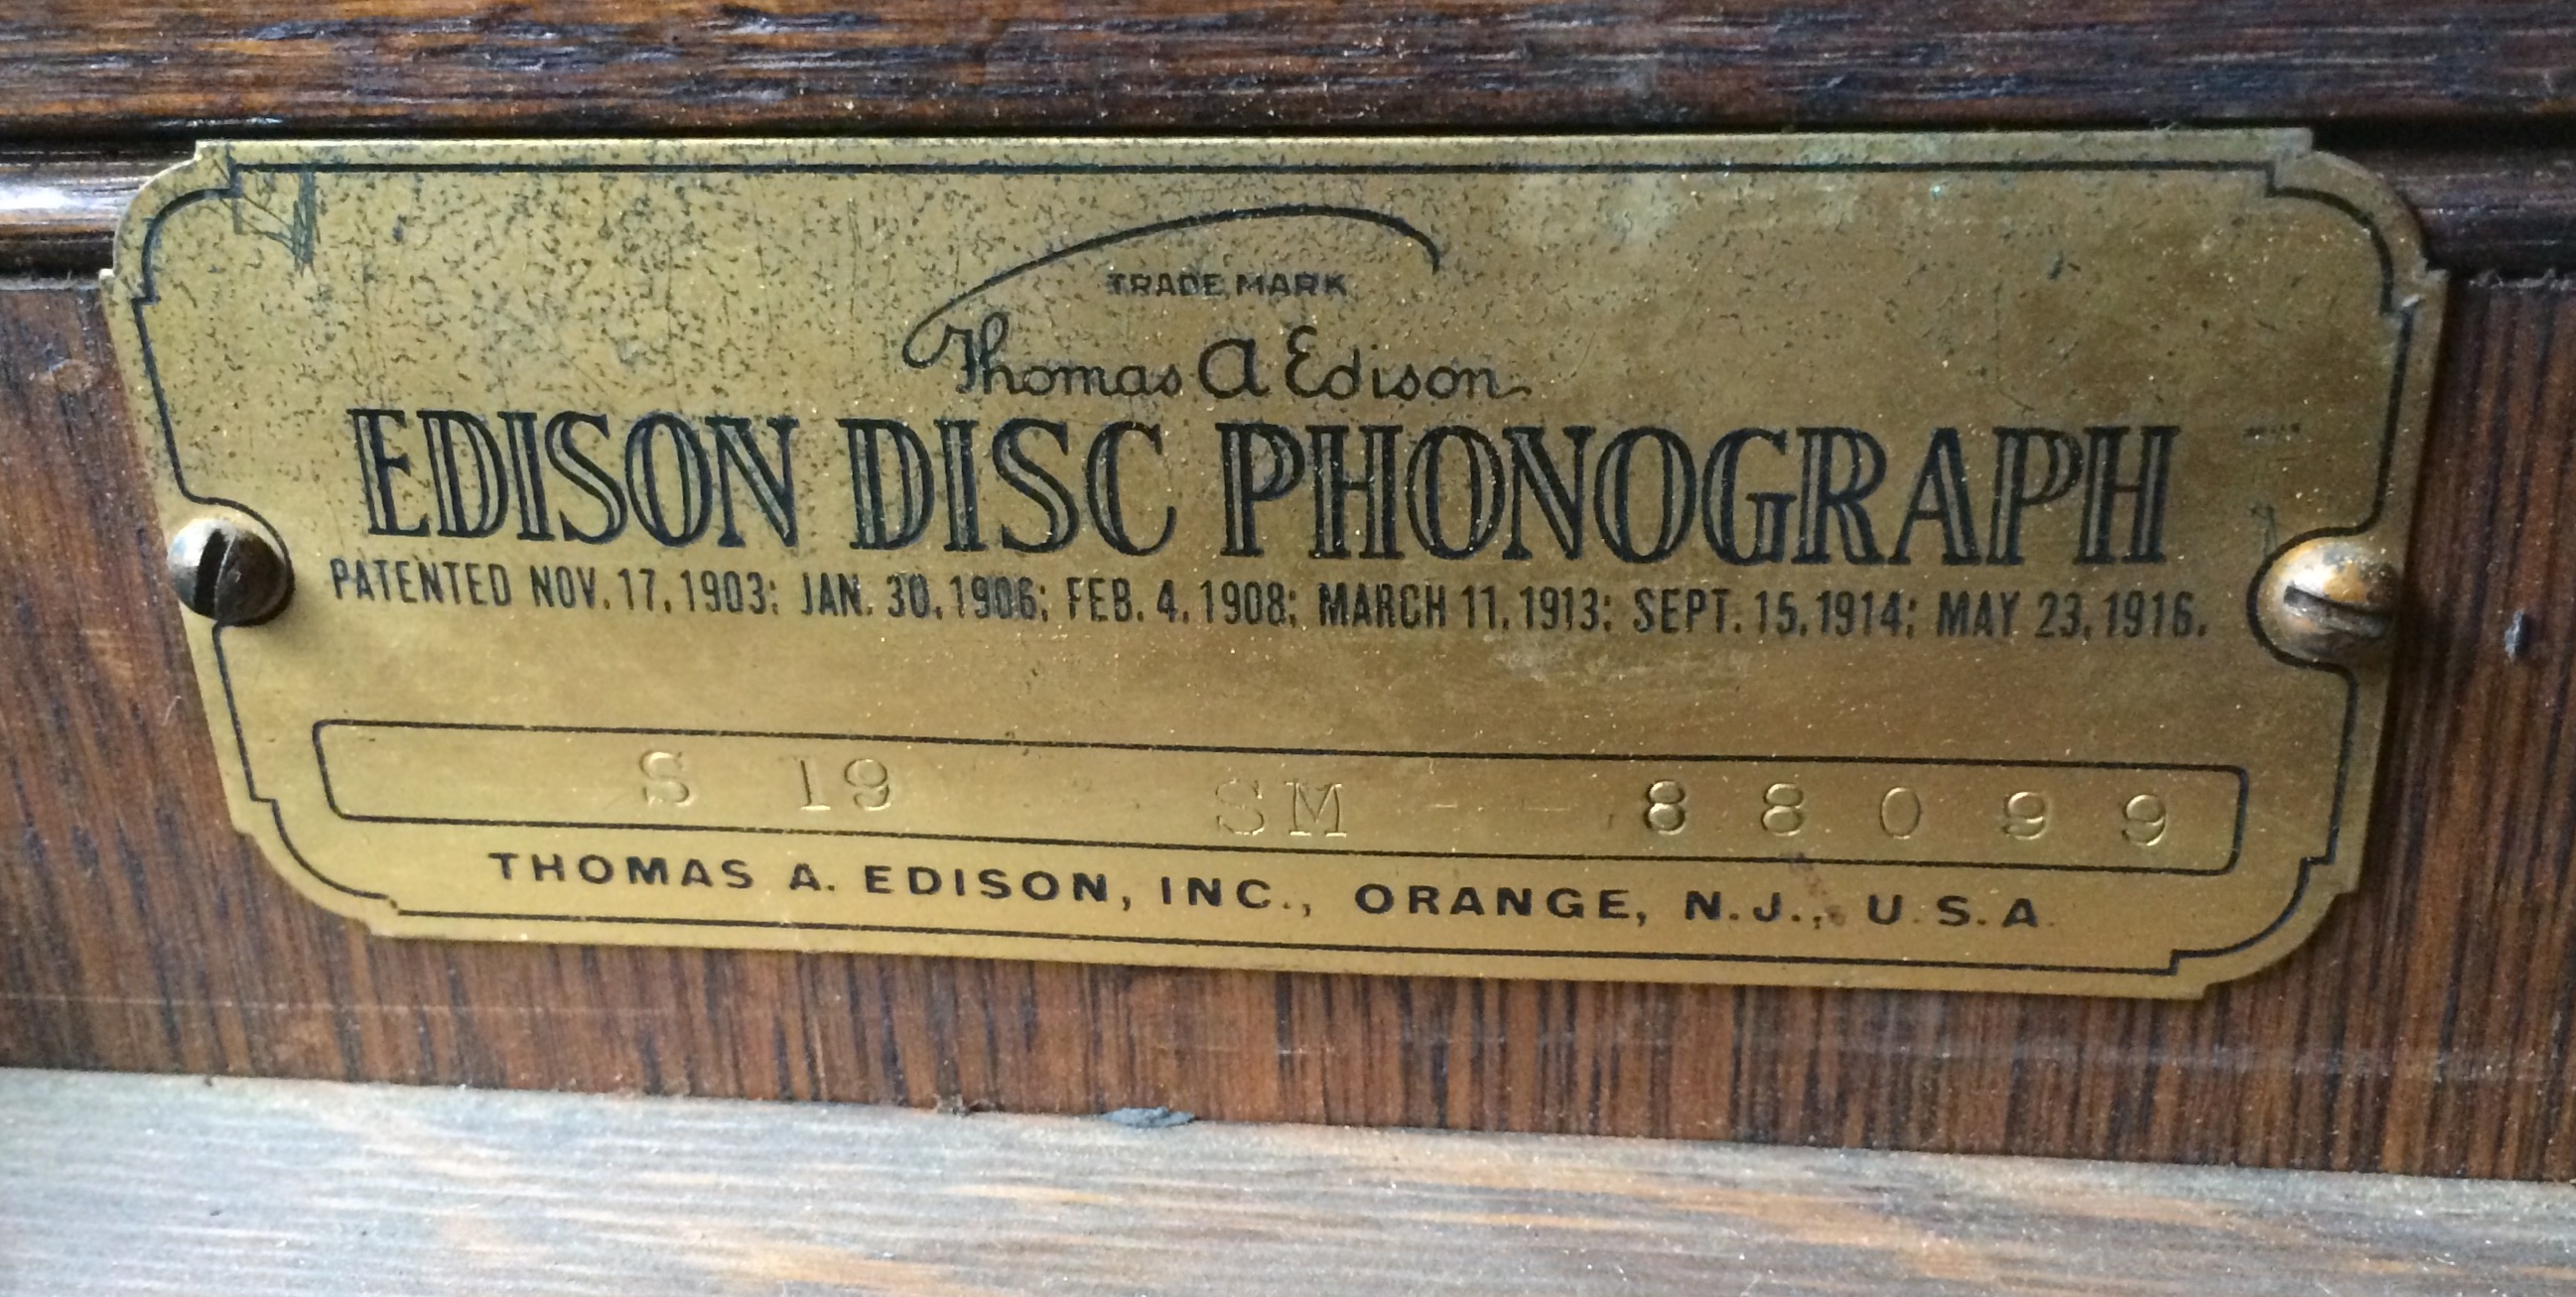 TRADE MARK
Thomas A Edison
EDISON DISC PHONOGRAPH
PATENTED NOV. 17, 1903; JAN. 30, 1906; FEB. 4, 1908; MARCH 11, 1913; SEPT. 15, 1914; MAY 23, 1916.
S 19 SM - - 88099
THOMAS A. EDISON, INC., ORANGE, N.J., U.S.A.